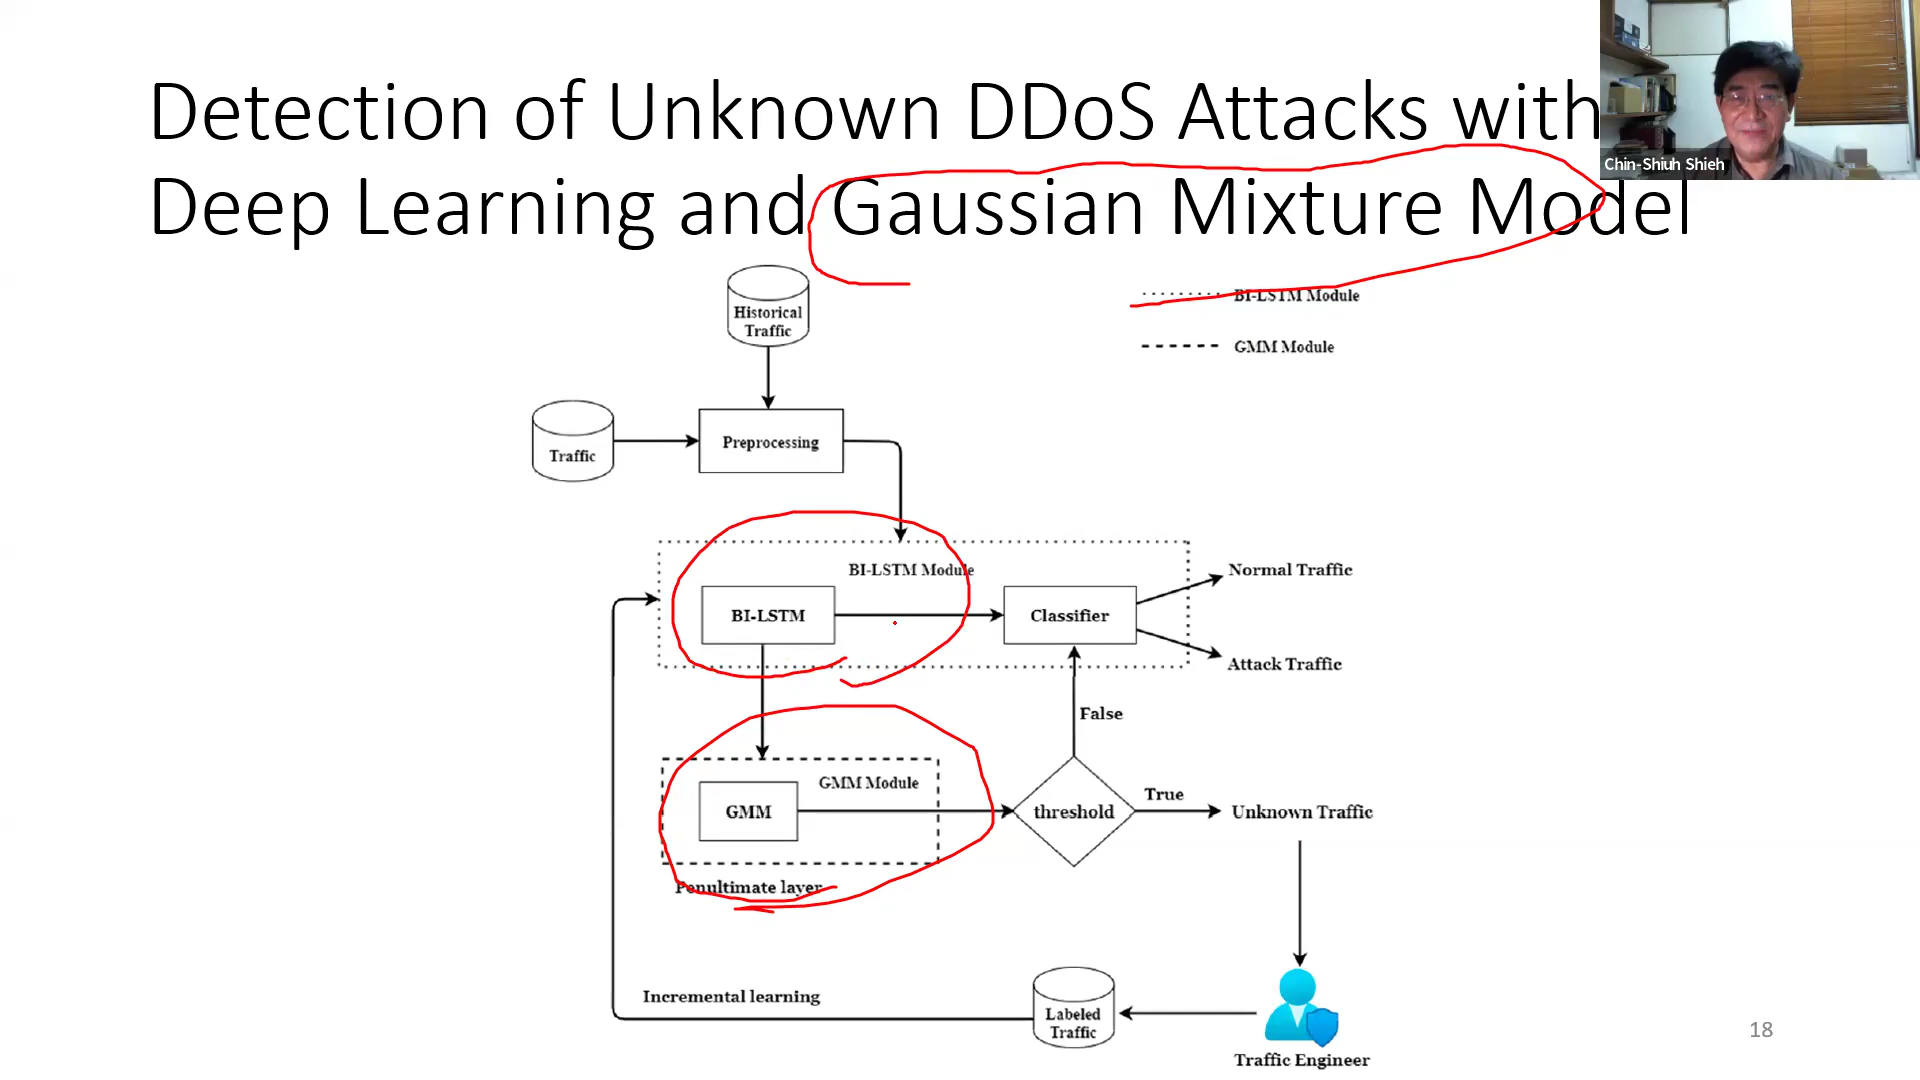 Detection of Unknown DDoS Attacks with
Deep Learning and Gaussian Mixture Model
Chin-Shiuh Shieh
Historical
Traffic
BI-LSTM Module
GMM Module
Traffic
Preprocessing
BI-LSTM Module
BI-LSTM
Classifier
Normal Traffic
Attack Traffic
False
GMM Module
GMM
threshold
True
Unknown Traffic
Penultimate layer
Incremental learning
Labeled
Traffic
Traffic Engineer
18